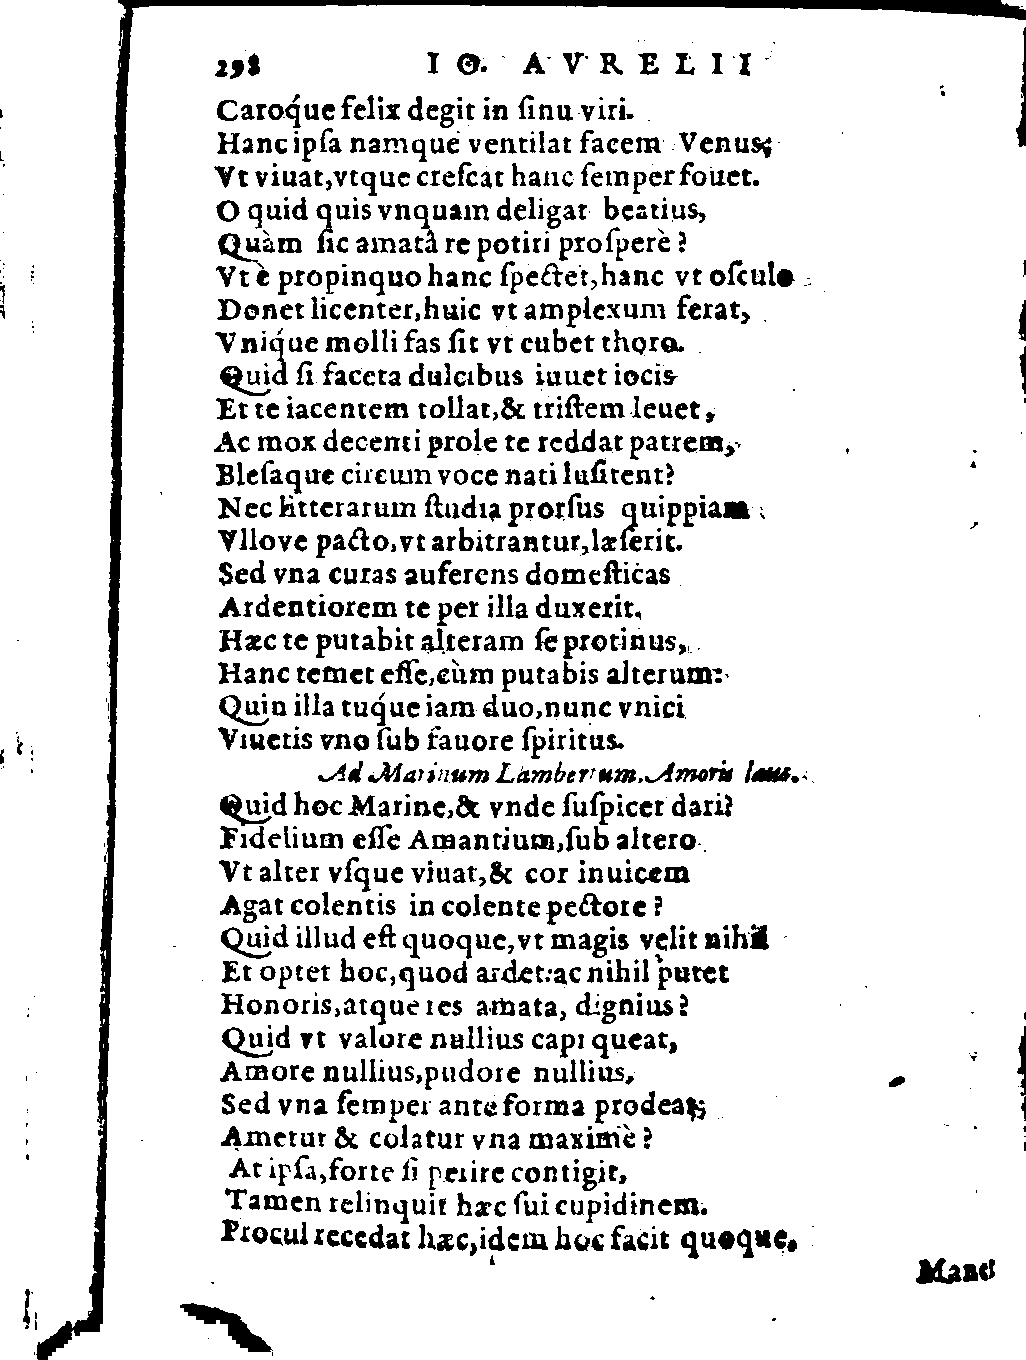 298 IO. AVRELII
Caroq́ue felix degit in ſinu viri.
Hanc ipſa namque ventilat facem Venus;
Vt viuat,vtque creſcat hanc ſemper fouet.
O quid quis vnquam deligat beatius,
Quàm ſic amatâ re potiri proſperè?
Vt è propinquo hanc ſpectet,hanc vt oſculo
Donet licenter,huic vt amplexum ferat,
Vniq́ue molli fas ſit vt cubet thoro.
Quid ſi faceta dulcibus iuuet iocis
Et te iacentem tollat,& triſtem leuet,
Ac mox decenti prole te reddat patrem,
Bleſaque circum voce nati luſitent?
Nec litterarum ſtudia prorſus quippiam
Vllove pacto,vt arbitrantur,læſerit.
Sed vna curas auferens domeſticas
Ardentiorem te per illa duxerit.
Hæc te putabit alteram ſe protinus,
Hanc temet eſſe,cùm putabis alterum:
Quin illa tuq́ue iam duo,nunc vnici
Viuetis vno ſub fauore ſpiritus.
Ad Marinum Lambertum.Amoris laus.
Quid hoc Marine,& vnde ſuſpicer dari?
Fidelium eſſe Amantium,ſub altero
Vt alter vſque viuat,& cor inuicem
Agat colentis in colente pectore?
Quid illud eſt quoque,vt magis velit nihil
Et optet hoc,quod ardet:ac nihil putet
Honoris,atque res amata, dignius?
Quid vt valore nullius capi queat,
Amore nullius,pudore nullius,
Sed vna ſemper ante forma prodeat;
Ametur & colatur vna maximè?
At ipſa,forte ſi perire contigit,
Tamen relinquit hæc ſui cupidinem.
Procul recedat hæc,idem hoc facit quoque.